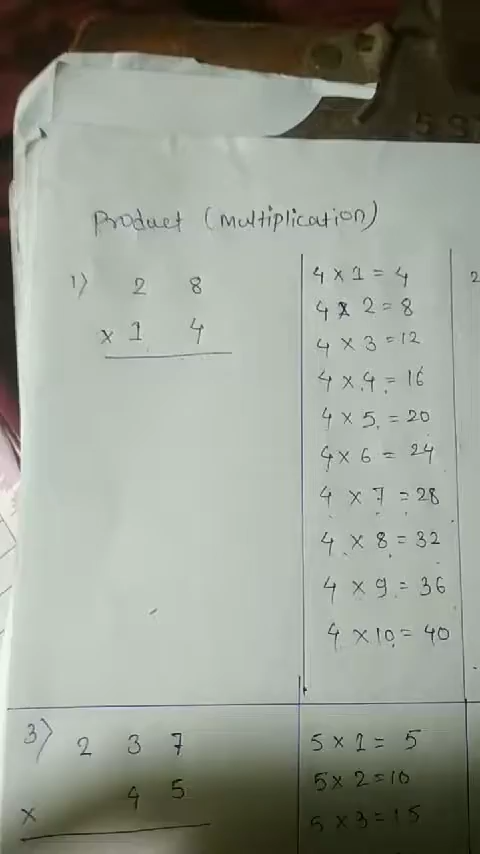 Product (Multiplication)
1) 2 8
x 1 4
4 x 1 = 4
4 x 2 = 8
4 x 3 = 12
4 x 4 = 16
4 x 5 = 20
4 x 6 = 24
4 x 7 = 28
4 x 8 = 32
4 x 9 = 36
4 x 10 = 40
2
3) 2 3 7
x 4 5
5 x 1 = 5
5 x 2 = 10
5 x 3 = 15